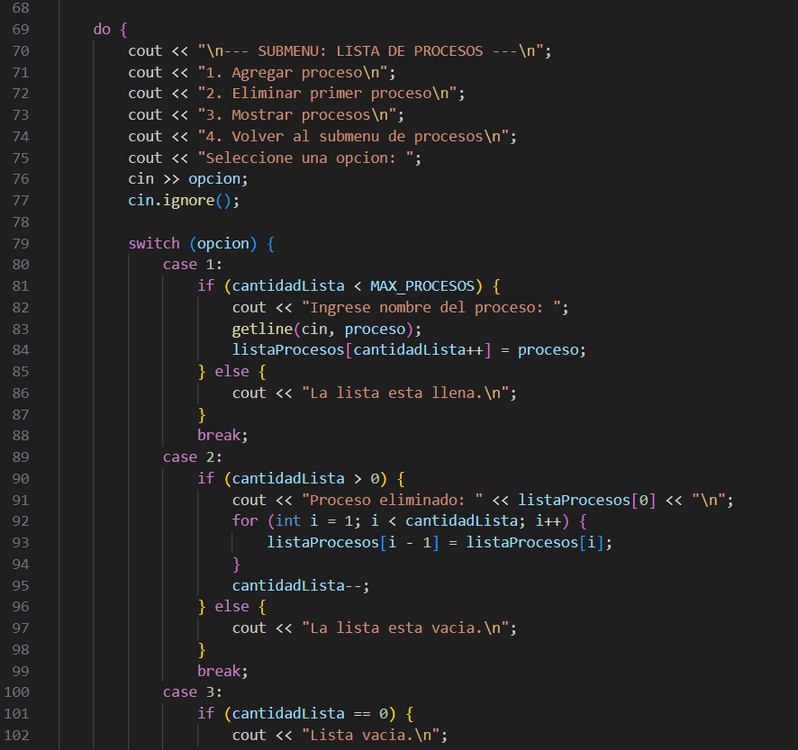 68
69 do {
70 cout << "\n--- SUBMENU: LISTA DE PROCESOS ---\n";
71 cout << "1. Agregar proceso\n";
72 cout << "2. Eliminar primer proceso\n";
73 cout << "3. Mostrar procesos\n";
74 cout << "4. Volver al submenu de procesos\n";
75 cout << "Seleccione una opcion: ";
76 cin >> opcion;
77 cin.ignore();
78
79 switch (opcion) {
80 case 1:
81 if (cantidadLista < MAX_PROCESOS) {
82 cout << "Ingrese nombre del proceso: ";
83 getline(cin, proceso);
84 listaProcesos[cantidadLista++] = proceso;
85 } else {
86 cout << "La lista esta llena.\n";
87 }
88 break;
89 case 2:
90 if (cantidadLista > 0) {
91 cout << "Proceso eliminado: " << listaProcesos[0] << "\n";
92 for (int i = 1; i < cantidadLista; i++) {
93 listaProcesos[i - 1] = listaProcesos[i];
94 }
95 cantidadLista--;
96 } else {
97 cout << "La lista esta vacia.\n";
98 }
99 break;
100 case 3:
101 if (cantidadLista == 0) {
102 cout << "Lista vacia.\n";